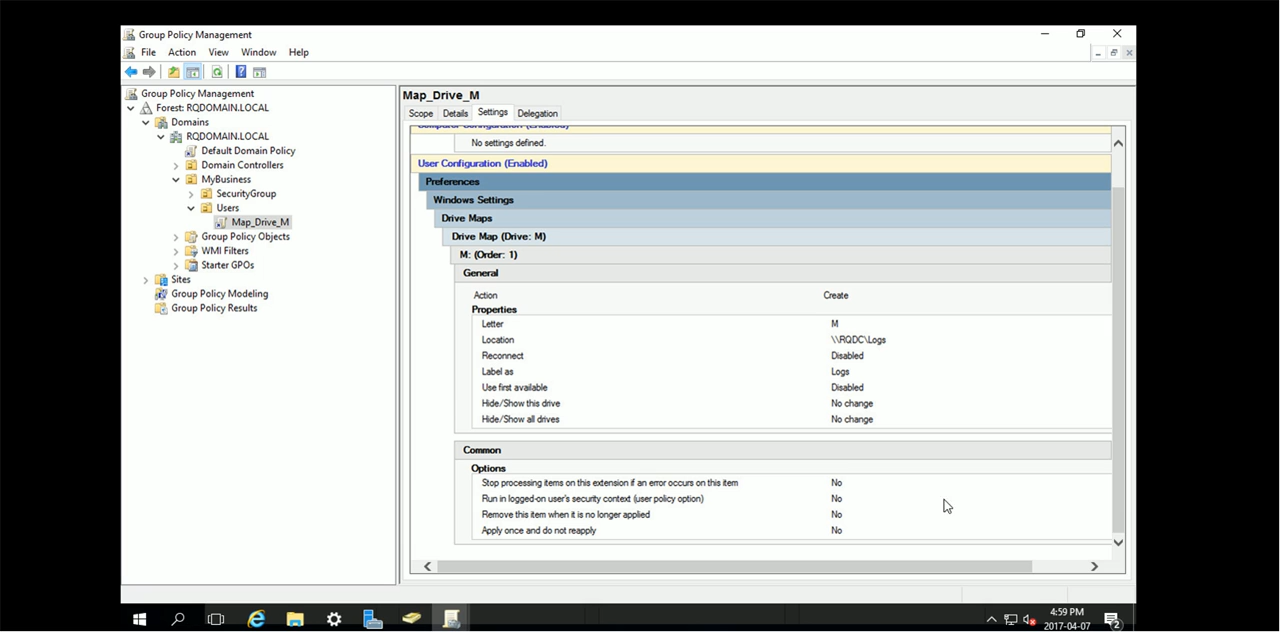 Group Policy Management
File Action View Window Help
Group Policy Management
Forest: RQDOMAIN.LOCAL
Domains
RQDOMAIN.LOCAL
Default Domain Policy
Domain Controllers
MyBusiness
SecurityGroup
Users
Map_Drive_M
Group Policy Objects
WMI Filters
Starter GPOs
Sites
Group Policy Modeling
Group Policy Results
Map_Drive_M
Scope Details Settings Delegation
Computer Configuration (Enabled)
No settings defined.
User Configuration (Enabled)
Preferences
Windows Settings
Drive Maps
Drive Map (Drive: M)
M: (Order: 1)
General
Action Create
Properties
Letter M
Location \\RQDC\Logs
Reconnect Disabled
Label as Logs
Use first available Disabled
Hide/Show this drive No change
Hide/Show all drives No change
Common
Options
Stop processing items on this extension if an error occurs on this item No
Run in logged-on user's security context (user policy option) No
Remove this item when it is no longer applied No
Apply once and do not reapply No
4:59 PM
2017-04-07
2